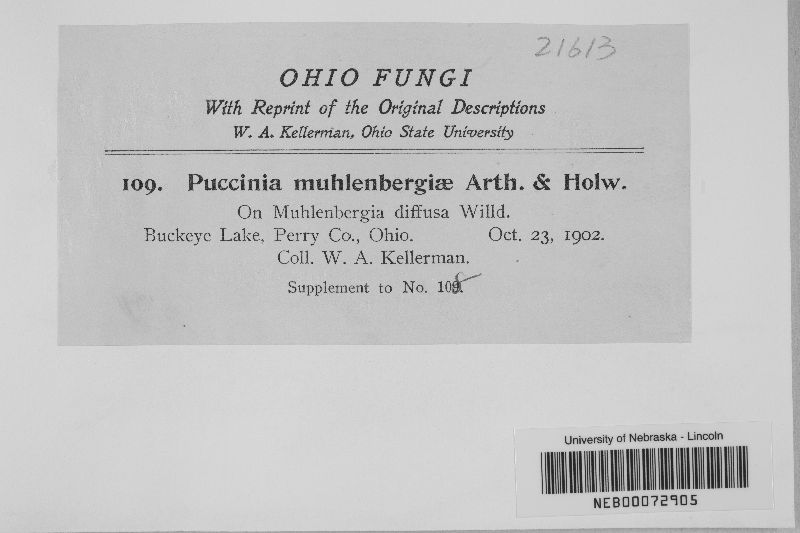 21613
OHIO FUNGI
With Reprint of the Original Descriptions
W. A. Kellerman, Ohio State University
109. Puccinia muhlenbergiæ Arth. & Holw.
On Muhlenbergia diffusa Willd.
Buckeye Lake, Perry Co., Ohio. Oct. 23, 1902.
Coll. W. A. Kellerman.
Supplement to No. 108.
University of Nebraska - Lincoln
NEB00072905